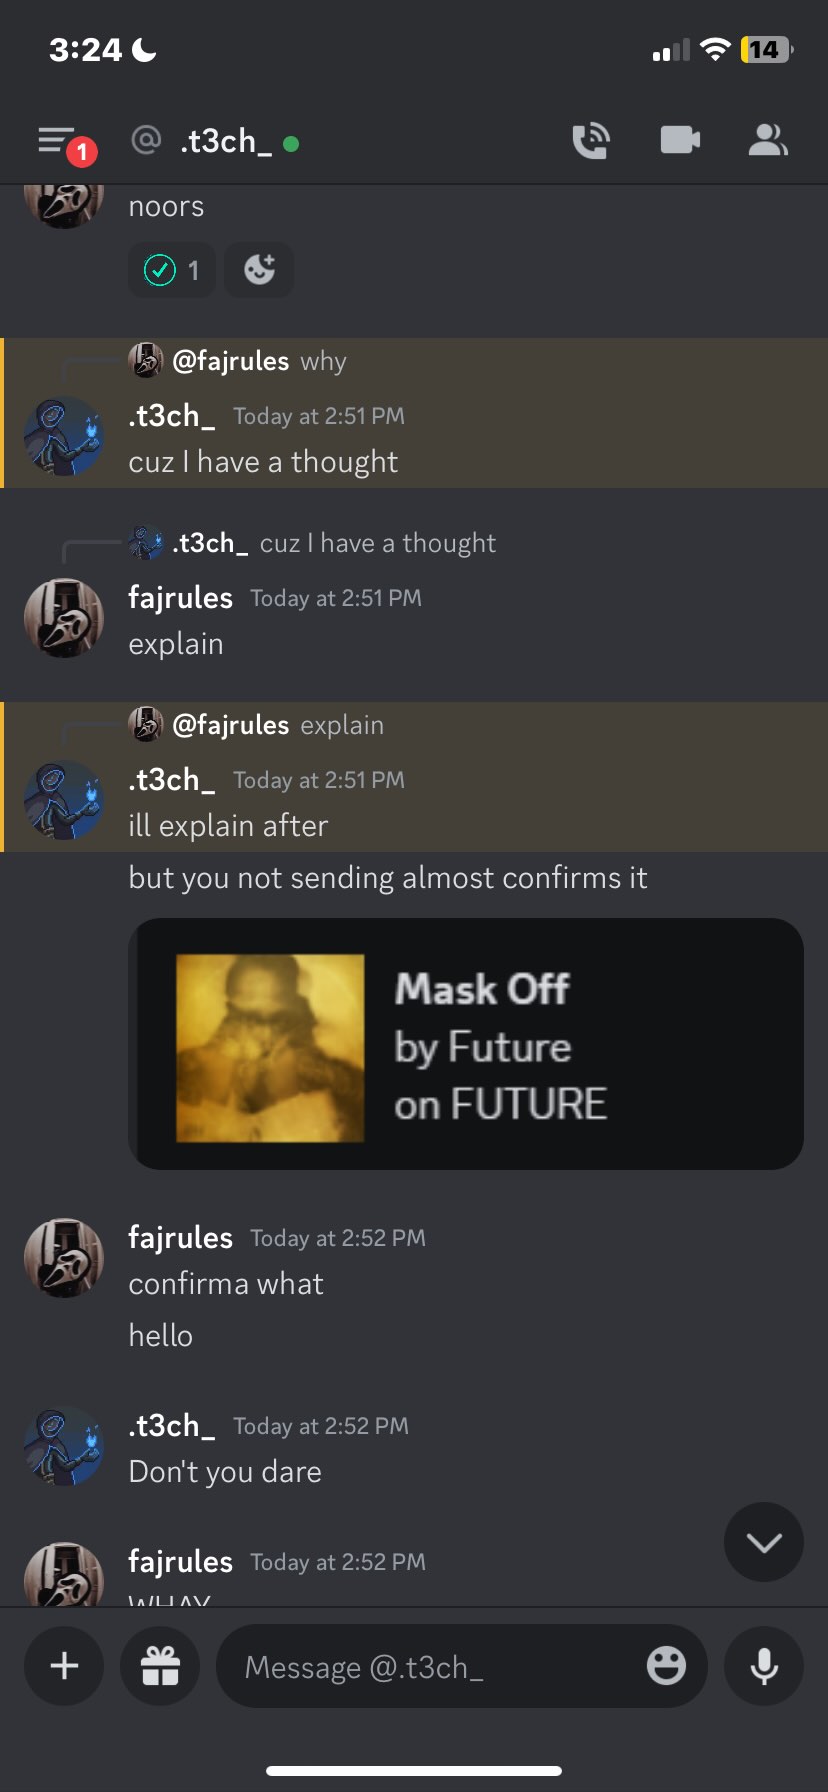 3:24
14
1
@ .t3ch_
noors
1
@fajrules why
.t3ch_ Today at 2:51 PM
cuz I have a thought
.t3ch_ cuz I have a thought
fajrules Today at 2:51 PM
explain
@fajrules explain
.t3ch_ Today at 2:51 PM
ill explain after
but you not sending almost confirms it
Mask Off
by Future
on FUTURE
fajrules Today at 2:52 PM
confirma what
hello
.t3ch_ Today at 2:52 PM
Don't you dare
fajrules Today at 2:52 PM
WHAY
Message @.t3ch_